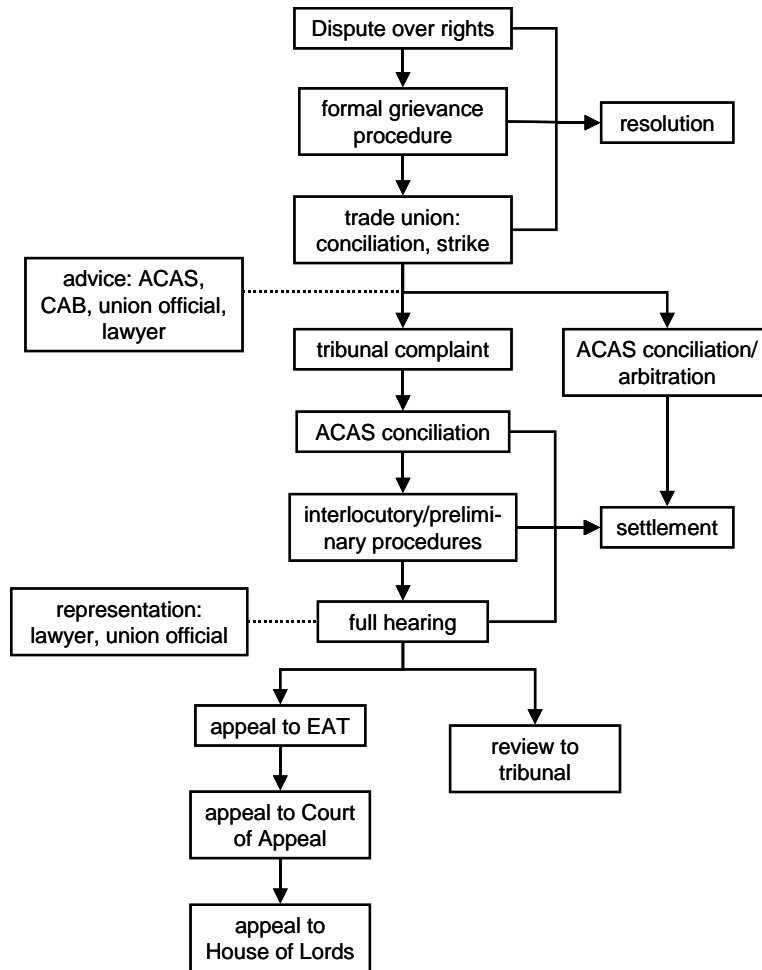 Dispute over rights
formal grievance
procedure
resolution
trade union:
conciliation, strike
advice: ACAS,
CAB, union official,
lawyer
tribunal complaint
ACAS conciliation/
arbitration
ACAS conciliation
interlocutory/prelimi-
nary procedures
settlement
representation:
lawyer, union official
full hearing
appeal to EAT
review to
tribunal
appeal to Court
of Appeal
appeal to
House of Lords